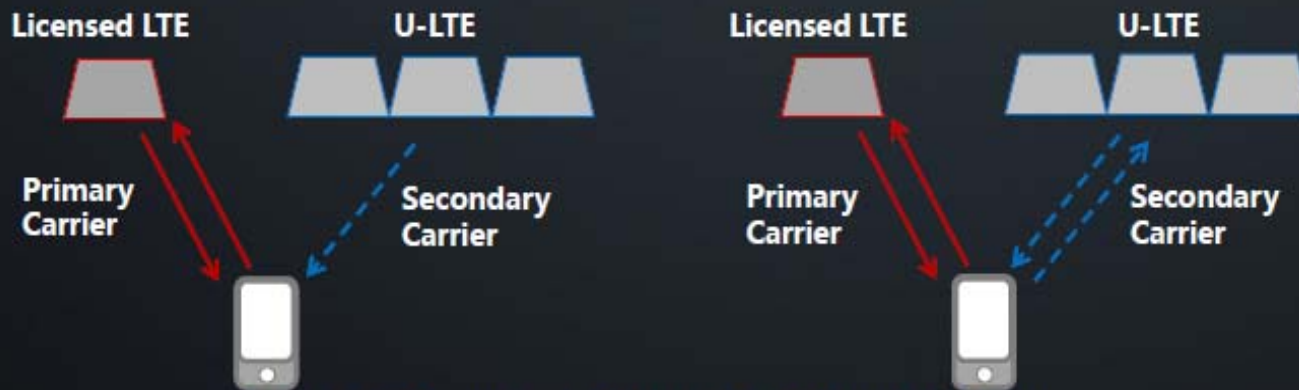 Licensed LTE
U-LTE
Primary
Carrier
Secondary
Carrier
Licensed LTE
U-LTE
Primary
Carrier
Secondary
Carrier